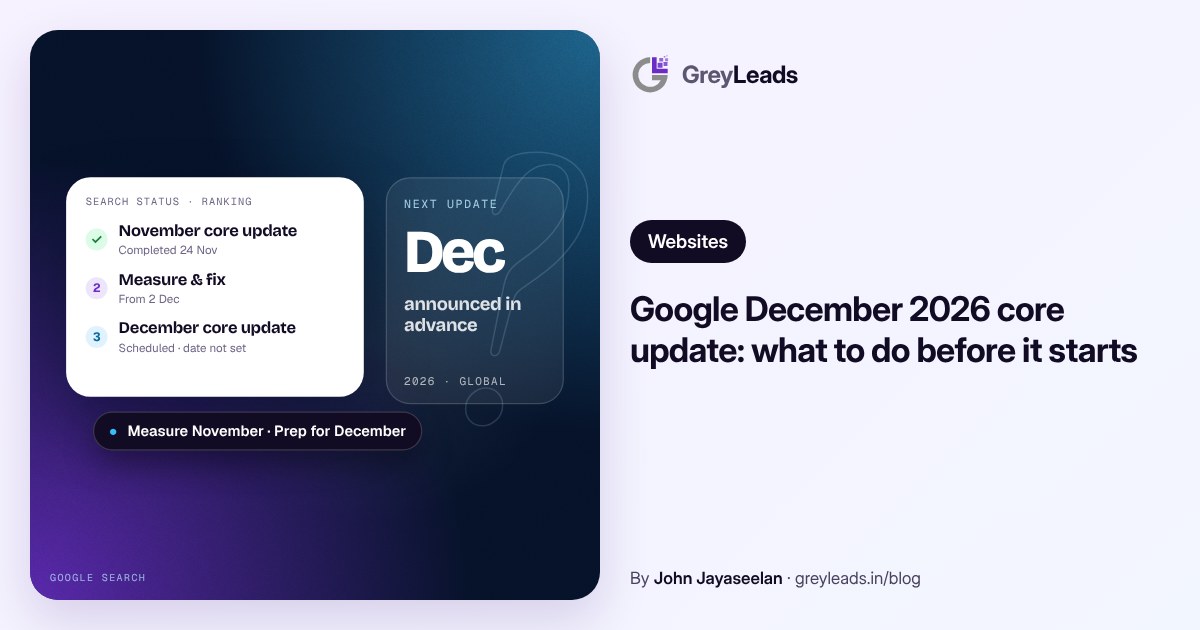 SEARCH STATUS · RANKING
November core update
Completed 24 Nov
2
Measure & fix
From 2 Dec
3
December core update
Scheduled · date not set
NEXT UPDATE
Dec
announced in
advance
2026 · GLOBAL
?
Measure November · Prep for December
GOOGLE SEARCH
GreyLeads
Websites
Google December 2026 core
update: what to do before it starts
By John Jayaseelan · greyleads.in/blog